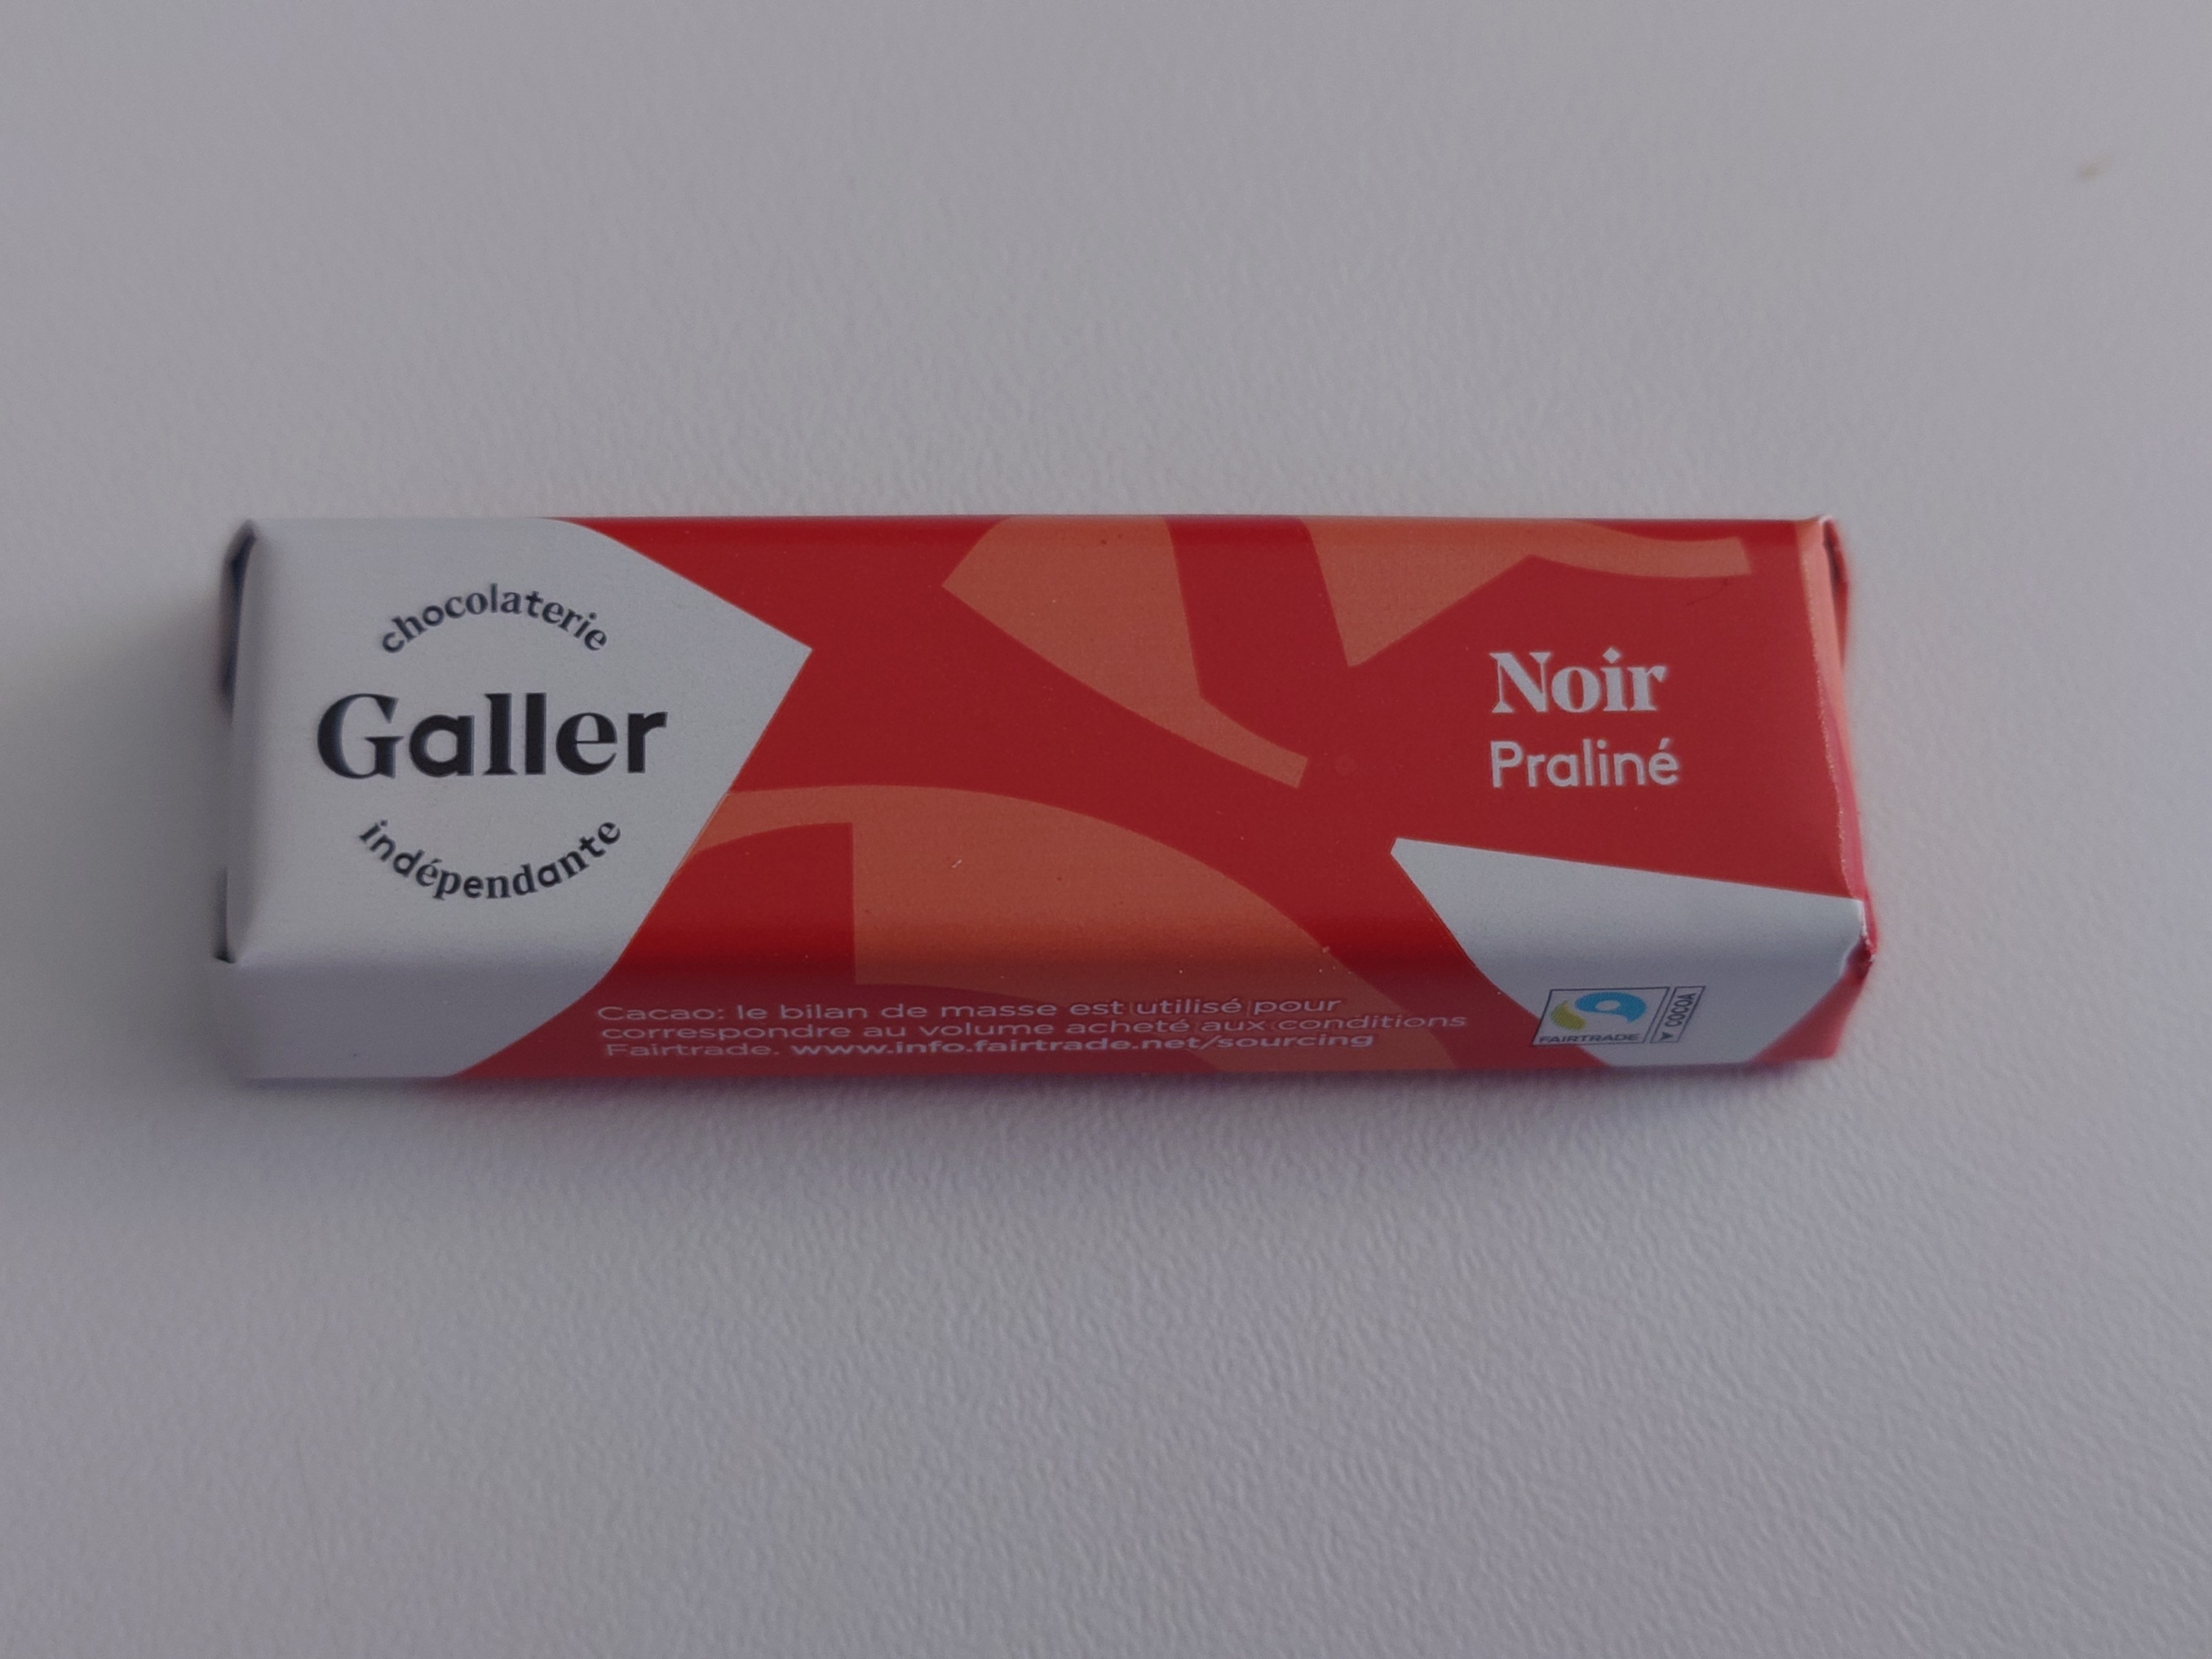 chocolaterie
Galler
indépendante
Noir
Praliné
Cacao: le bilan de masse est utilisé pour
correspondre au volume acheté aux conditions
Fairtrade. www.info.fairtrade.net/sourcing
FAIRTRADE
COCOA